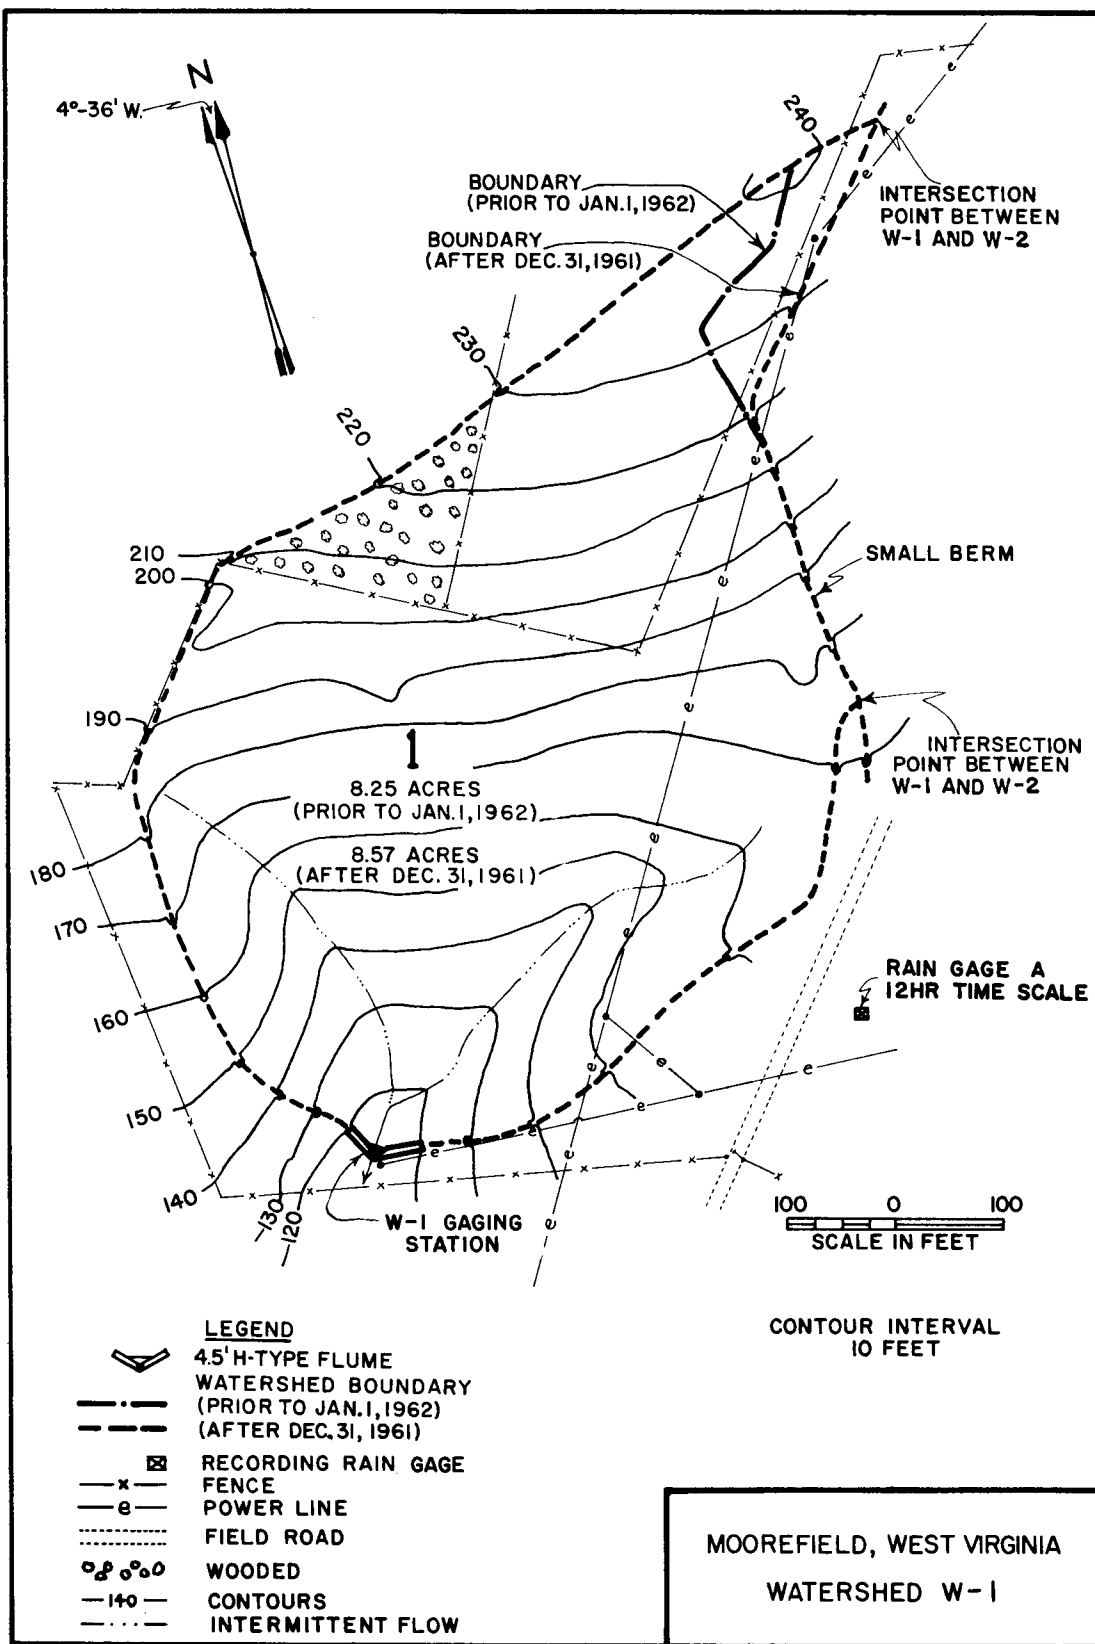 N
4°-36' W.
240
BOUNDARY
(PRIOR TO JAN.1, 1962)
INTERSECTION
POINT BETWEEN
W-1 AND W-2
BOUNDARY
(AFTER DEC. 31, 1961)
230
220
210
200
SMALL BERM
190
1
INTERSECTION
POINT BETWEEN
W-1 AND W-2
8.25 ACRES
(PRIOR TO JAN.1, 1962)
8.57 ACRES
(AFTER DEC. 31, 1961)
180
170
RAIN GAGE A
12HR TIME SCALE
160
150
140
130
120
W-1 GAGING
STATION
100 0 100
SCALE IN FEET
CONTOUR INTERVAL
10 FEET
LEGEND
4.5' H-TYPE FLUME
WATERSHED BOUNDARY
(PRIOR TO JAN.1, 1962)
(AFTER DEC. 31, 1961)
RECORDING RAIN GAGE
x FENCE
e POWER LINE
FIELD ROAD
WOODED
140 CONTOURS
INTERMITTENT FLOW
MOOREFIELD, WEST VIRGINIA
WATERSHED W-1